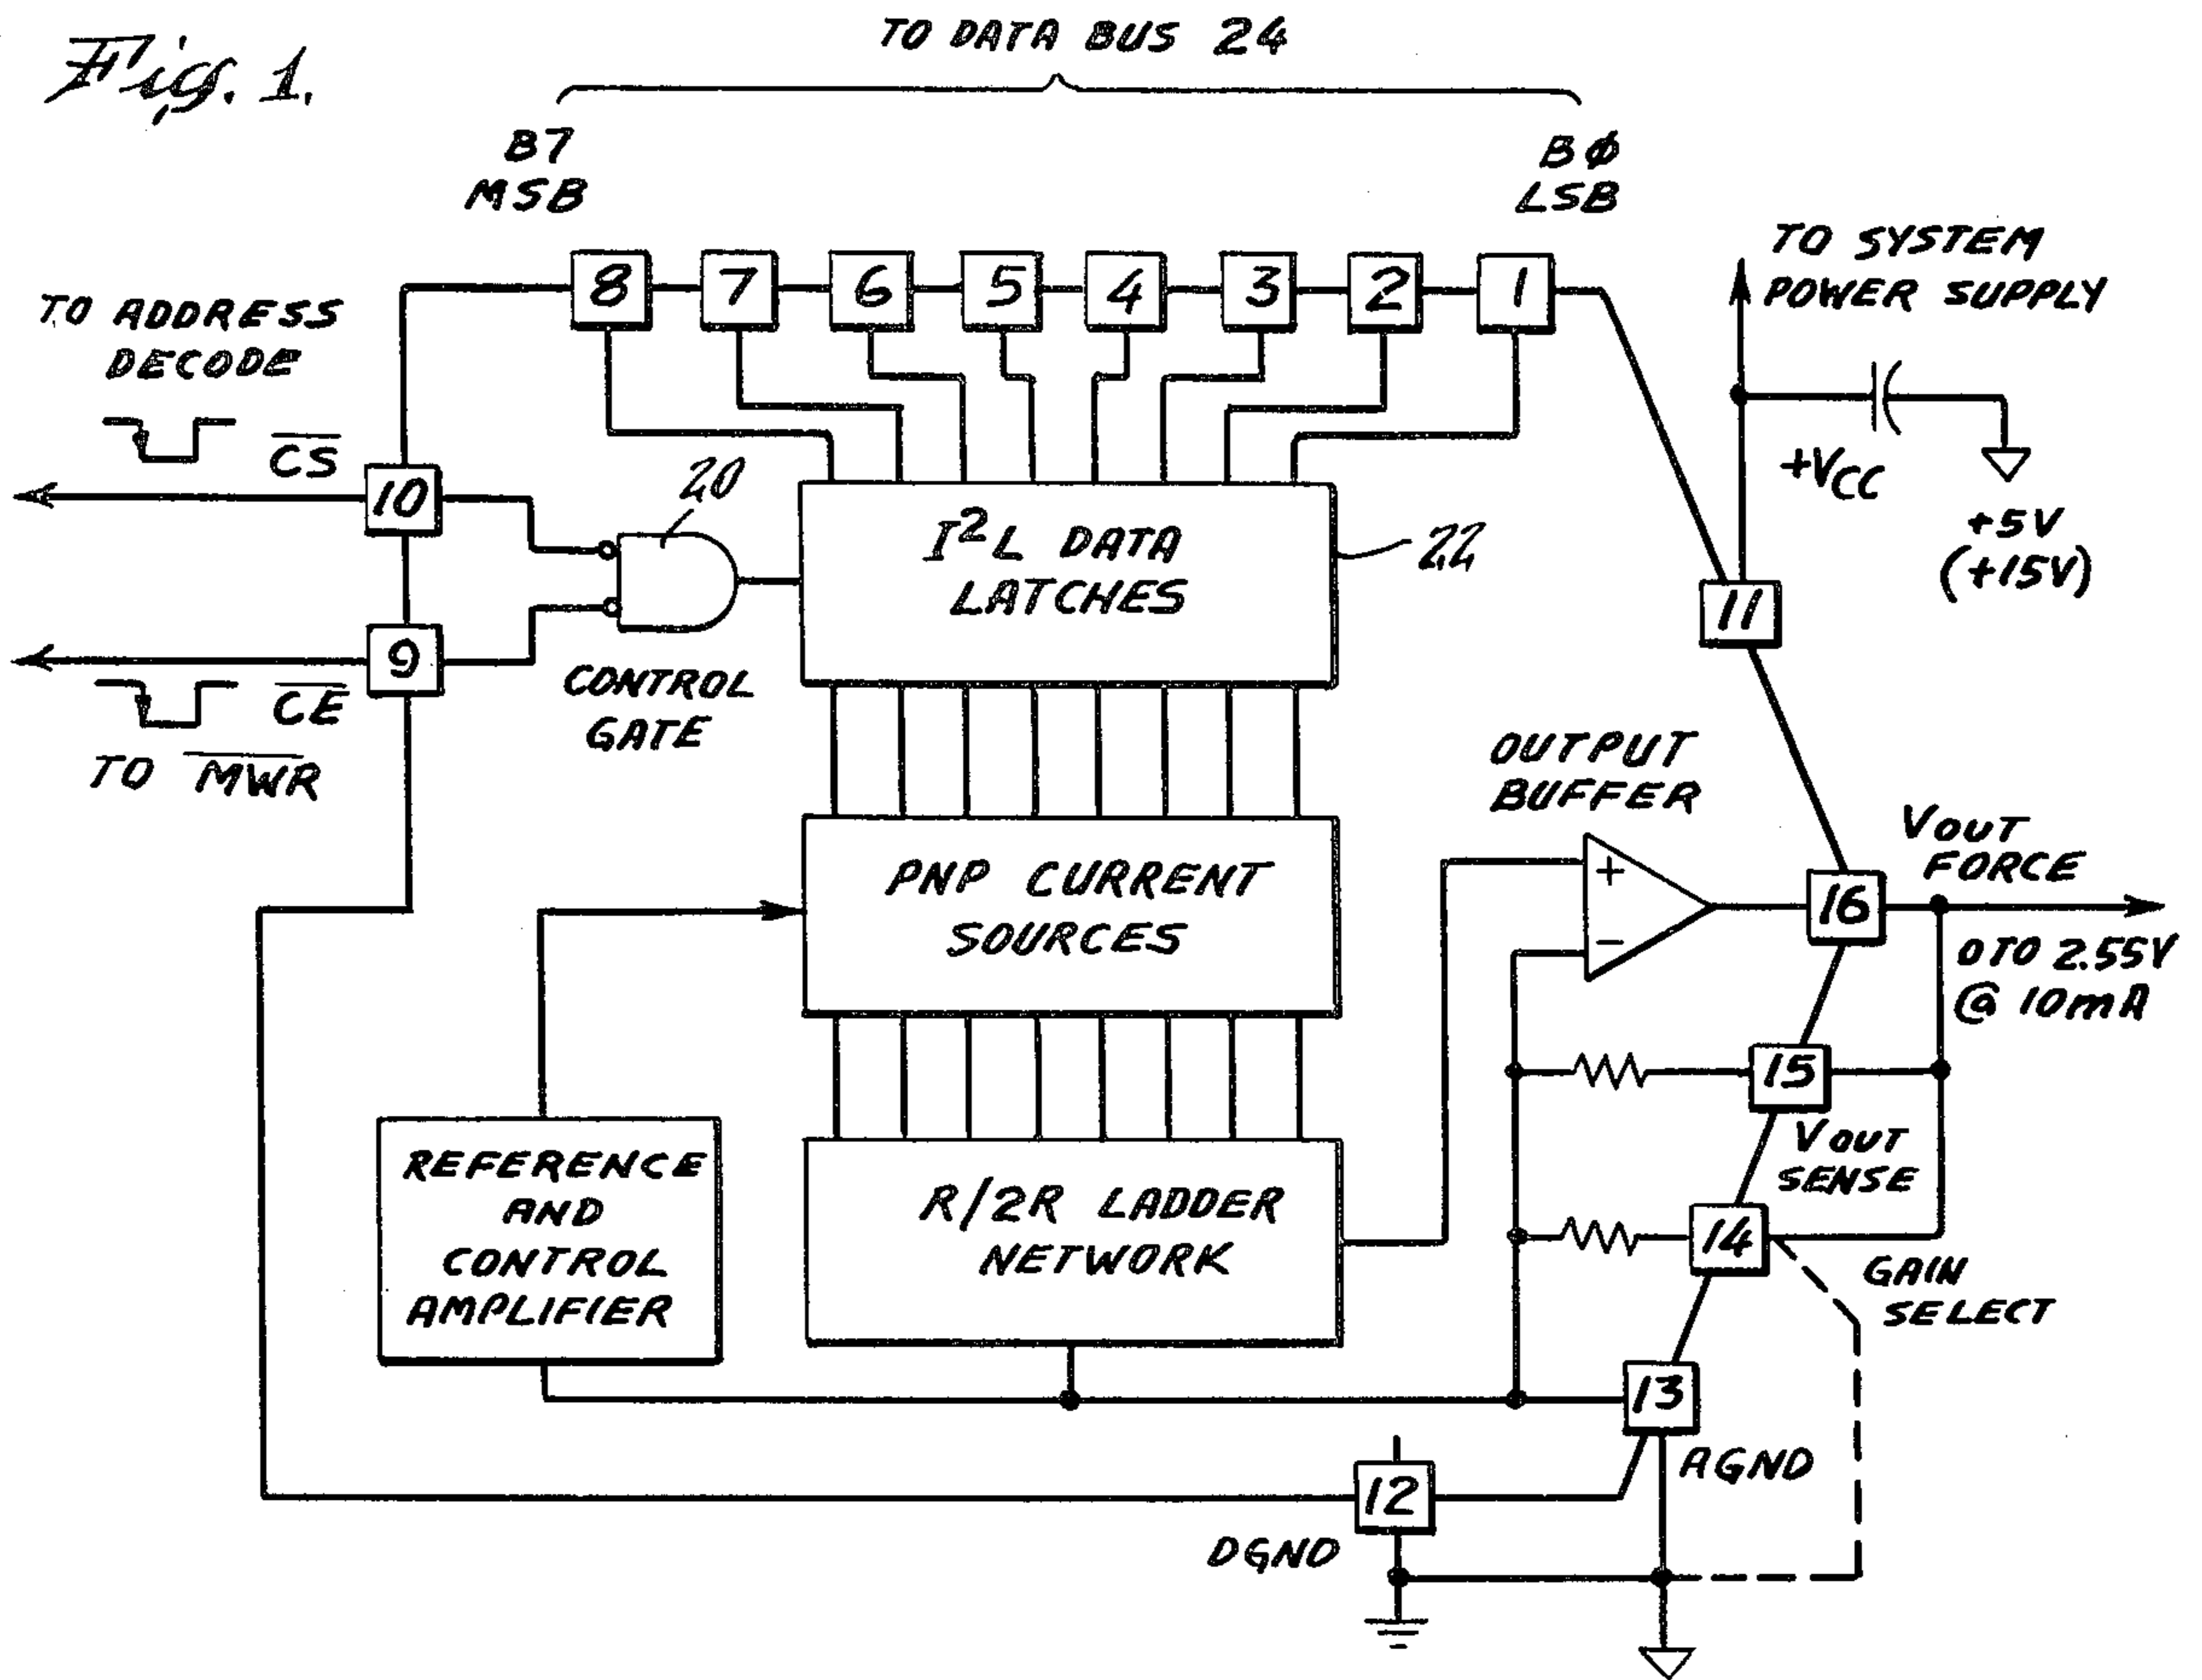 Fig. 1.
TO DATA BUS 24
B7
MSB
BØ
LSB
8 7 6 5 4 3 2 1
TO SYSTEM
POWER SUPPLY
TO ADDRESS
DECODE
CS
10
20
I²L DATA
LATCHES
22
+VCC
+5V
(+15V)
11
9
CE
TO MWR
CONTROL
GATE
OUTPUT
BUFFER
PNP CURRENT
SOURCES
+
−
16
VOUT
FORCE
0 TO 2.55V
@ 10mA
15
VOUT
SENSE
REFERENCE
AND
CONTROL
AMPLIFIER
R/2R LADDER
NETWORK
14
GAIN
SELECT
13
AGND
12
DGND